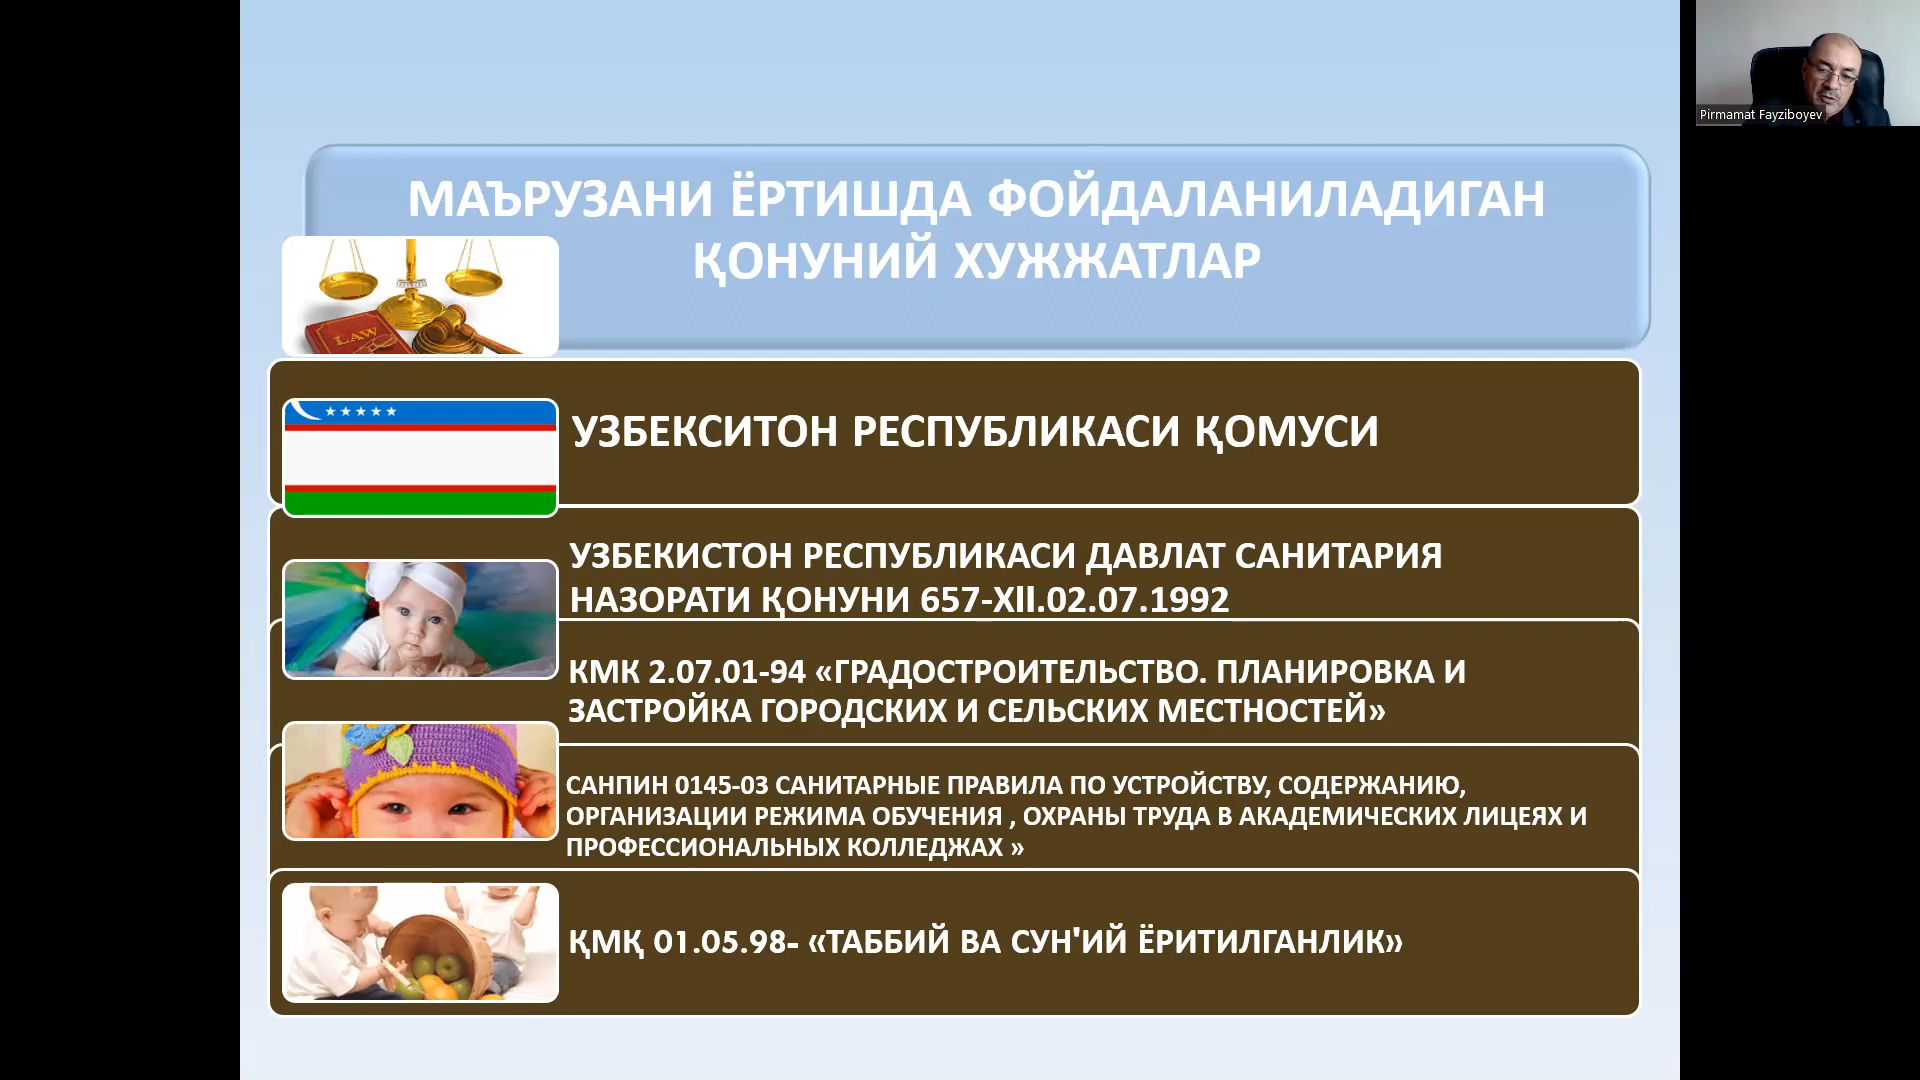 МАЪРУЗАНИ ЁРТИШДА ФОЙДАЛАНИЛАДИГАН
ҚОНУНИЙ ХУЖЖАТЛАР
LAW
УЗБЕКСИТОН РЕСПУБЛИКАСИ ҚОМУСИ
УЗБЕКИСТОН РЕСПУБЛИКАСИ ДАВЛАТ САНИТАРИЯ
НАЗОРАТИ ҚОНУНИ 657-Xll.02.07.1992
КМК 2.07.01-94 «ГРАДОСТРОИТЕЛЬСТВО. ПЛАНИРОВКА И
ЗАСТРОЙКА ГОРОДСКИХ И СЕЛЬСКИХ МЕСТНОСТЕЙ»
САНПИН 0145-03 САНИТАРНЫЕ ПРАВИЛА ПО УСТРОЙСТВУ, СОДЕРЖАНИЮ,
ОРГАНИЗАЦИИ РЕЖИМА ОБУЧЕНИЯ , ОХРАНЫ ТРУДА В АКАДЕМИЧЕСКИХ ЛИЦЕЯХ И
ПРОФЕССИОНАЛЬНЫХ КОЛЛЕДЖАХ »
ҚМҚ 01.05.98- «ТАББИЙ ВА СУН'ИЙ ЁРИТИЛГАНЛИК»
Pirmamat Fayziboyev